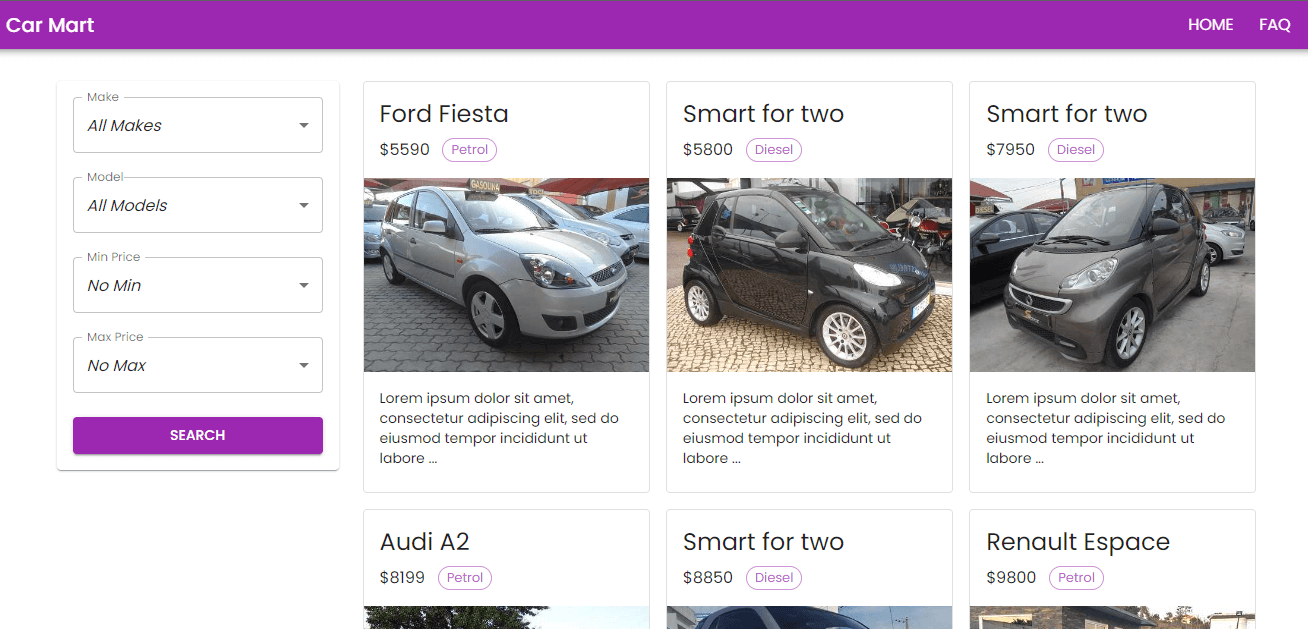 Car Mart
HOME
FAQ
Make
All Makes
Model
All Models
Min Price
No Min
Max Price
No Max
SEARCH
Ford Fiesta
$5590 Petrol
GASOLINA
Lorem ipsum dolor sit amet,
consectetur adipiscing elit, sed do
eiusmod tempor incididunt ut
labore ...
Smart for two
$5800 Diesel
Lorem ipsum dolor sit amet,
consectetur adipiscing elit, sed do
eiusmod tempor incididunt ut
labore ...
Smart for two
$7950 Diesel
Lorem ipsum dolor sit amet,
consectetur adipiscing elit, sed do
eiusmod tempor incididunt ut
labore ...
Audi A2
$8199 Petrol
Smart for two
$8850 Diesel
Renault Espace
$9800 Petrol